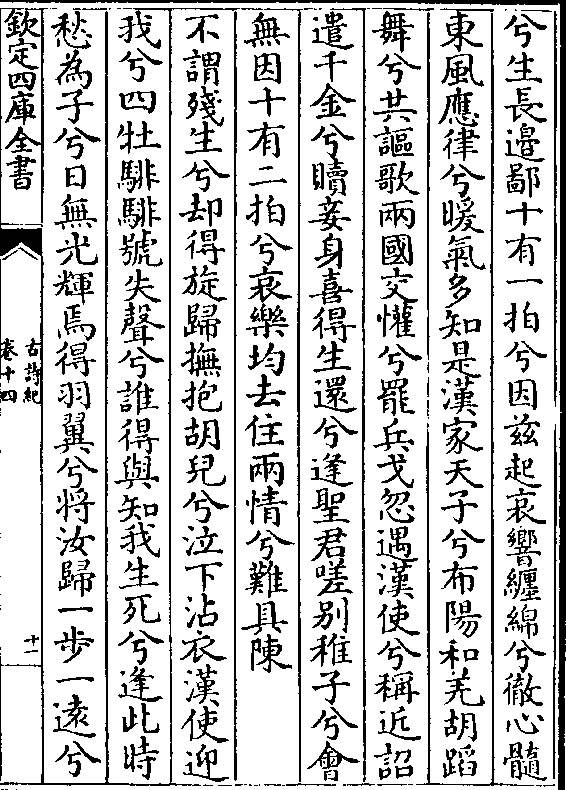 兮生長邉鄙十有一拍兮因兹起哀響纒綿兮徹心髓
東風應律兮暖氣多知是漢家天子兮布陽和羌胡蹈
舞兮共謳歌兩國交懽兮罷兵戈忽遇漢使兮稱近詔
遣千金兮贖妾身喜得生還兮逢聖君嗟别稚子兮會
無因十有二拍兮哀樂均去住兩情兮難具陳
不謂殘生兮却得旋歸撫抱胡兒兮泣下沾衣漢使迎
我兮四牡騑騑號失聲兮誰得與知我生死兮逢此時
愁為子兮日無光輝焉得羽翼兮将汝歸一步一逺兮
欽定四庫全書
古詩紀
卷十四
十一